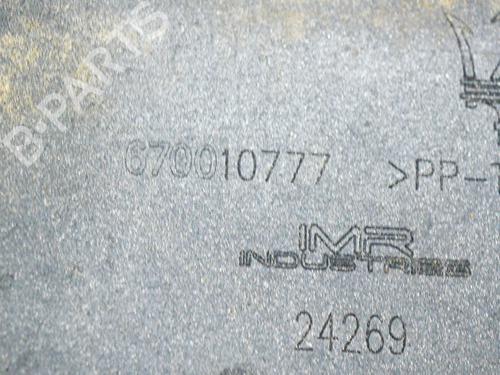 B-PARTS
670010777 >PP-T
IMR
INDUSTRIES
24269